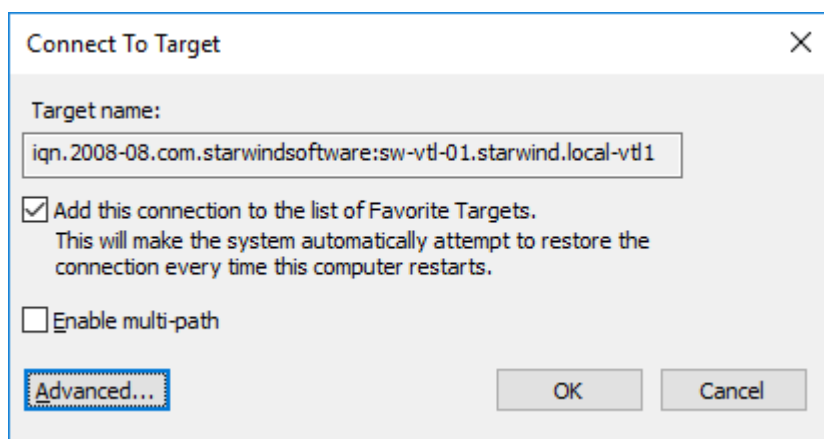 Connect To Target
Target name:
iqn.2008-08.com.starwindsoftware:sw-vtl-01.starwind.local-vtl1
Add this connection to the list of Favorite Targets.
This will make the system automatically attempt to restore the
connection every time this computer restarts.
Enable multi-path
Advanced...
OK
Cancel